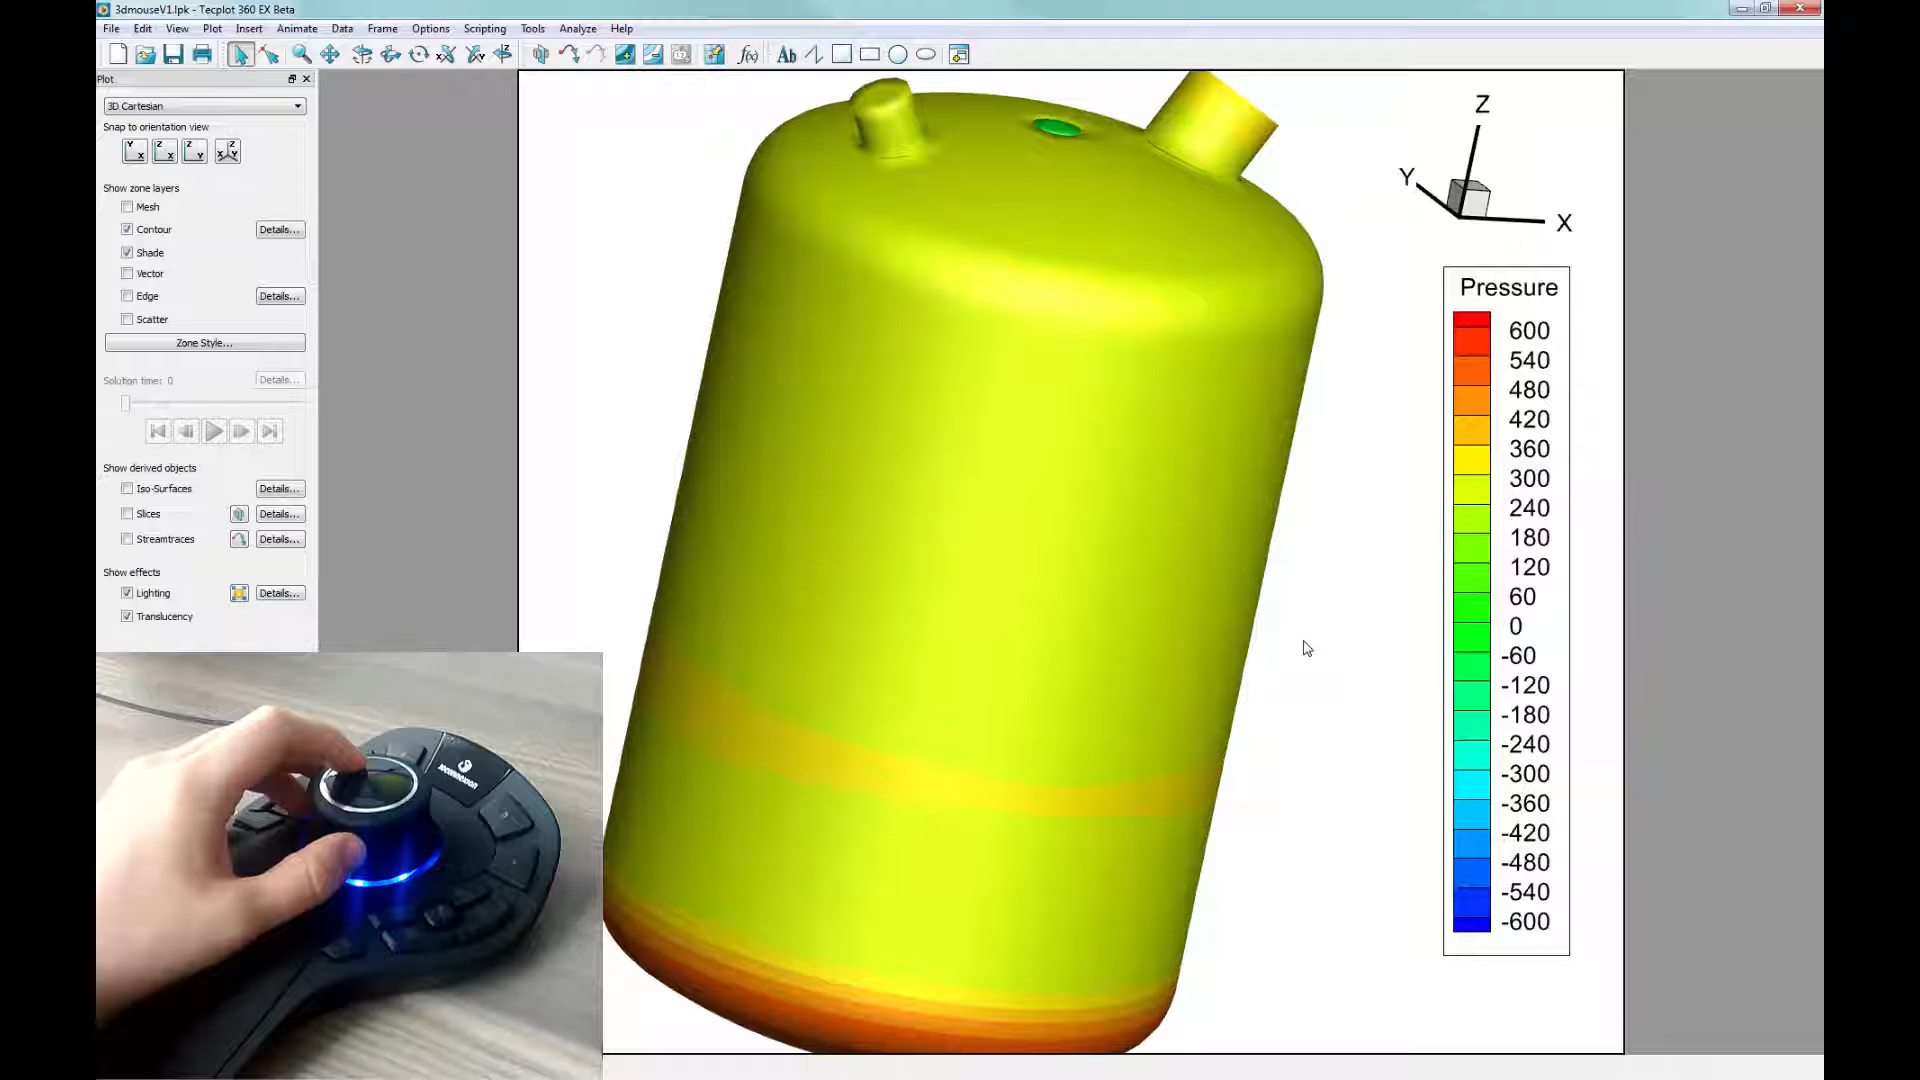 3dmouseV1.lpk - Tecplot 360 EX Beta
File Edit View Plot Insert Animate Data Frame Options Scripting Tools Analyze Help
Plot
3D Cartesian
Snap to orientation view
Show zone layers
Mesh
Contour Details...
Shade
Vector
Edge Details...
Scatter
Zone Style...
Solution time: 0 Details...
Show derived objects
Iso-Surfaces Details...
Slices Details...
Streamtraces Details...
Show effects
Lighting Details...
Translucency
Z
Y
X
Pressure
600
540
480
420
360
300
240
180
120
60
0
-60
-120
-180
-240
-300
-360
-420
-480
-540
-600
3Dconnexion